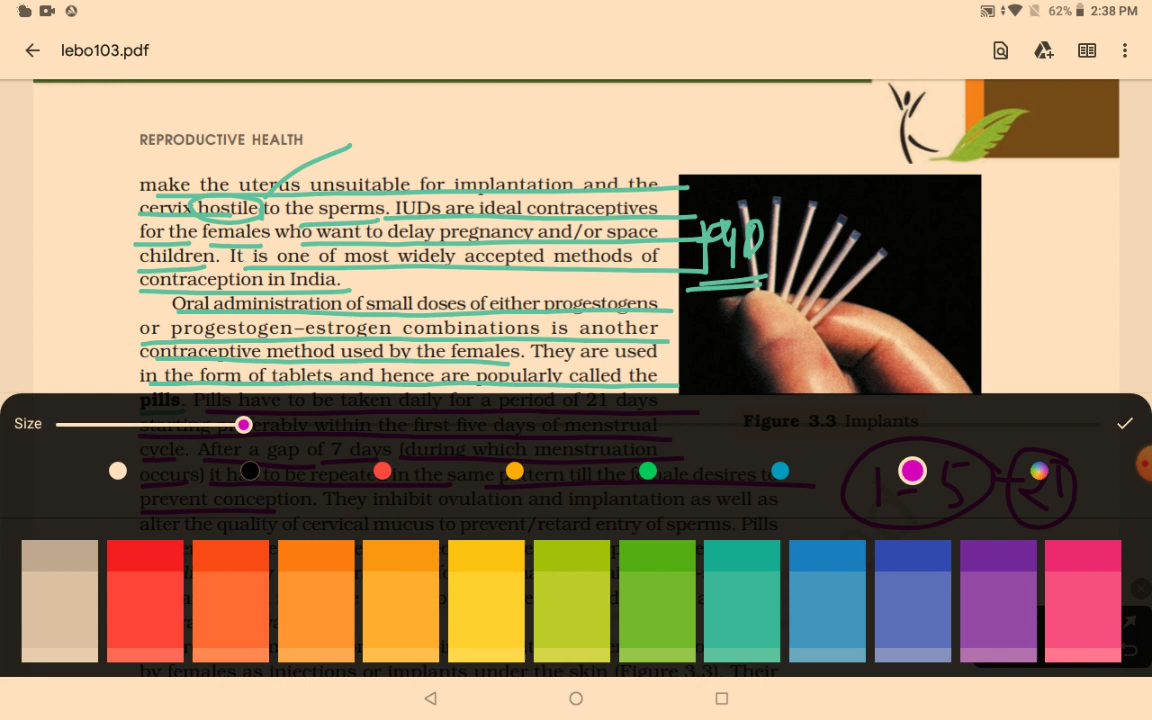 62% 2:38 PM
lebo103.pdf
REPRODUCTIVE HEALTH
make the uterus unsuitable for implantation and the
cervix hostile to the sperms. IUDs are ideal contraceptives
for the females who want to delay pregnancy and/or space
children. It is one of most widely accepted methods of
contraception in India.
Oral administration of small doses of either progestogens
or progestogen–estrogen combinations is another
contraceptive method used by the females. They are used
in the form of tablets and hence are popularly called the
pills. Pills have to be taken daily for a period of 21 days
starting preferably within the first five days of menstrual
cycle. After a gap of 7 days (during which menstruation
occurs) it has to be repeated in the same pattern till the female desires to
prevent conception. They inhibit ovulation and implantation as well as
alter the quality of cervical mucus to prevent/retard entry of sperms. Pills
by females as injections or implants under the skin (Figure 3.3). Their
Figure 3.3 Implants
Size
1-5
21